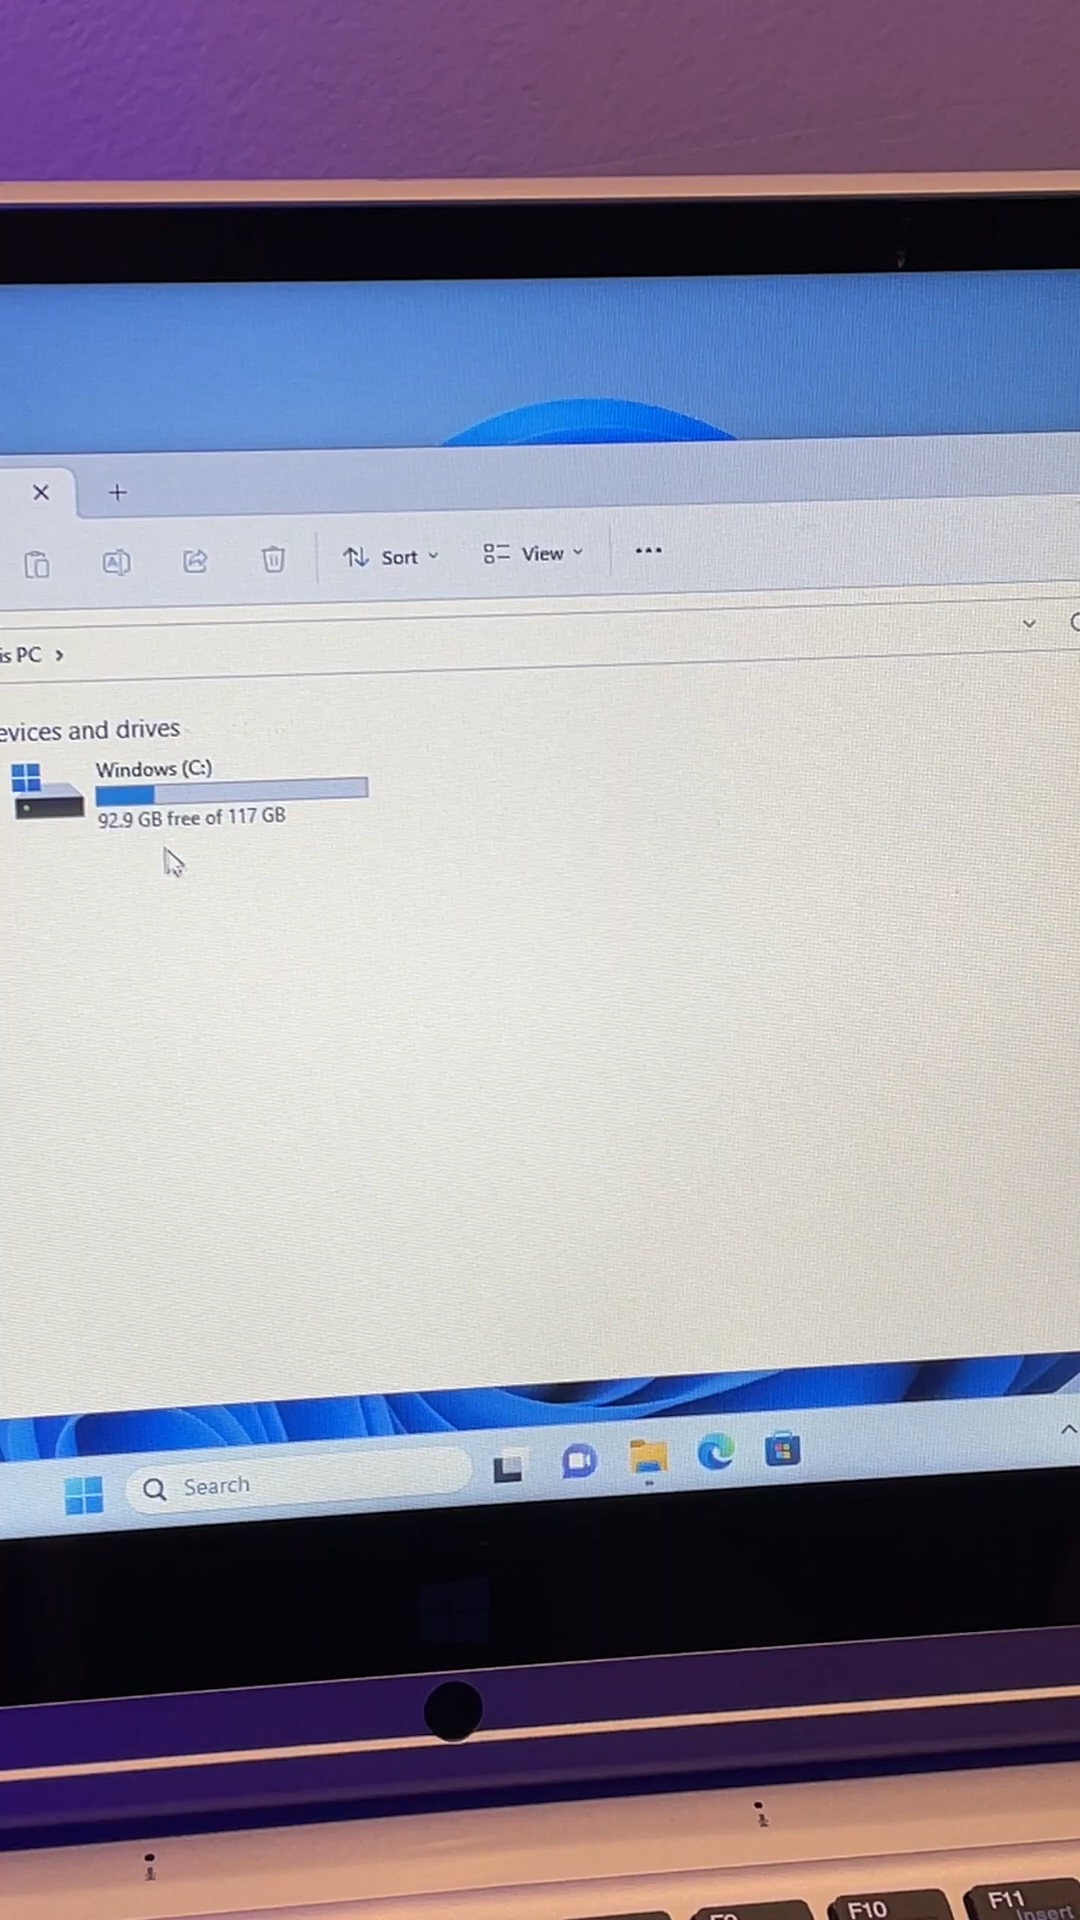 Sort
View
is PC
evices and drives
Windows (C:)
92.9 GB free of 117 GB
Search
F10
F11
Insert